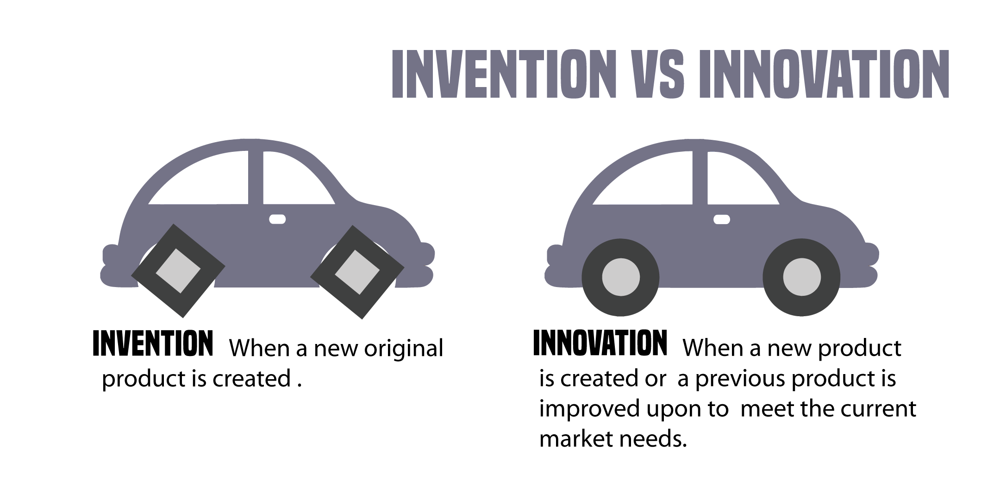 INVENTION VS INNOVATION
INVENTION When a new original
product is created .
INNOVATION When a new product
is created or a previous product is
improved upon to meet the current
market needs.